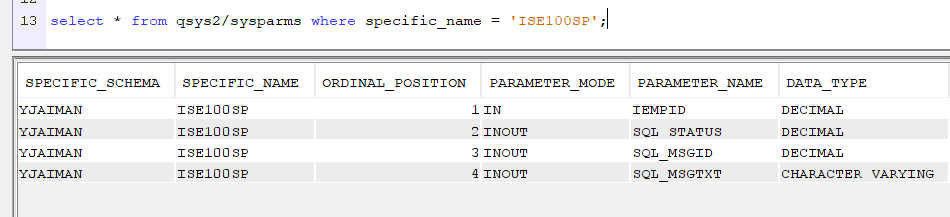 13 select * from qsys2/sysparms where specific_name = 'ISE100SP';
SPECIFIC_SCHEMA SPECIFIC_NAME ORDINAL_POSITION PARAMETER_MODE PARAMETER_NAME DATA_TYPE
YJAIMAN ISE100SP 1 IN IEMPID DECIMAL
YJAIMAN ISE100SP 2 INOUT SQL_STATUS DECIMAL
YJAIMAN ISE100SP 3 INOUT SQL_MSGID DECIMAL
YJAIMAN ISE100SP 4 INOUT SQL_MSGTXT CHARACTER VARYING